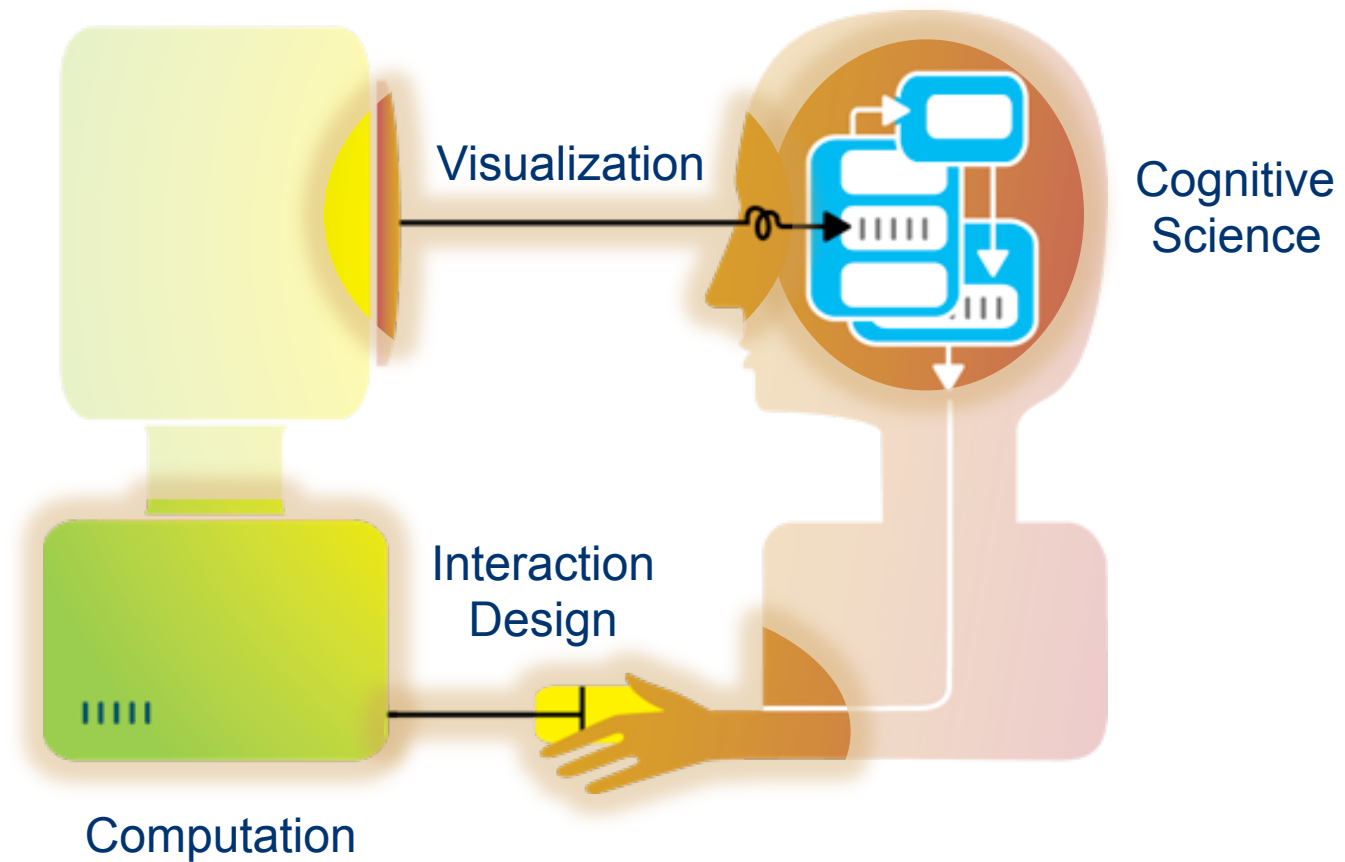 Visualization
Cognitive
Science
Interaction
Design
Computation